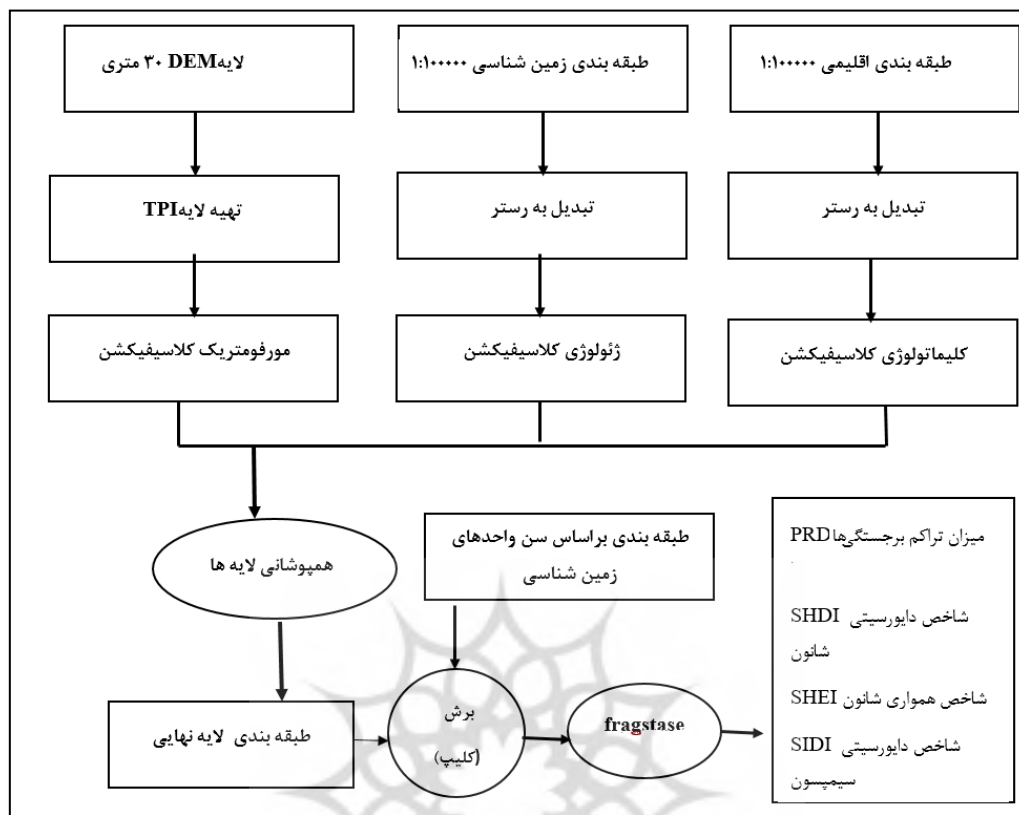 طبقه بندی اقلیمی ۱:۱۰۰۰۰۰
طبقه بندی زمین شناسی ۱:۱۰۰۰۰۰
لایهDEM ۳۰ متری
تبدیل به رستر
تبدیل به رستر
تهیه لایهTPI
کلیماتولوژی کلاسیفیکشن
ژئولوژی کلاسیفیکشن
مورفومتریک کلاسیفیکشن
همپوشانی لایه ها
طبقه بندی براساس سن واحدهای
زمین شناسی
طبقه بندی لایه نهایی
برش
(کلیپ)
fragstase
میزان تراکم برجستگی‌هاPRD
شاخص دایورسیتی SHDI
شانون
شاخص همواری شانون SHEI
شاخص دایورسیتی SIDI
سیمپسون